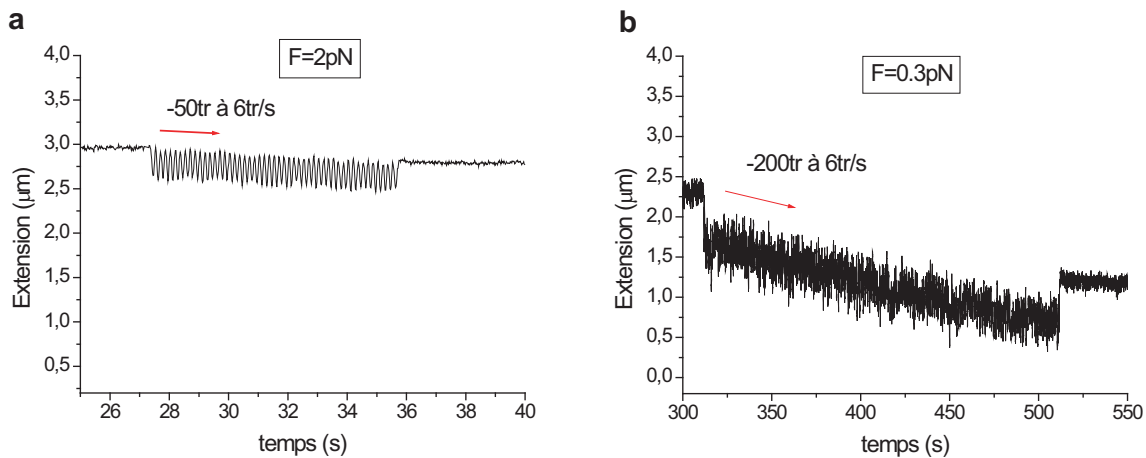 a
F=2pN
-50tr à 6tr/s
Extension (µm)
4,0
3,5
3,0
2,5
2,0
1,5
1,0
0,5
26 28 30 32 34 36 38 40
temps (s)
b
F=0.3pN
-200tr à 6tr/s
Extension (µm)
4,0
3,5
3,0
2,5
2,0
1,5
1,0
0,5
0,0
300 350 400 450 500 550
temps (s)